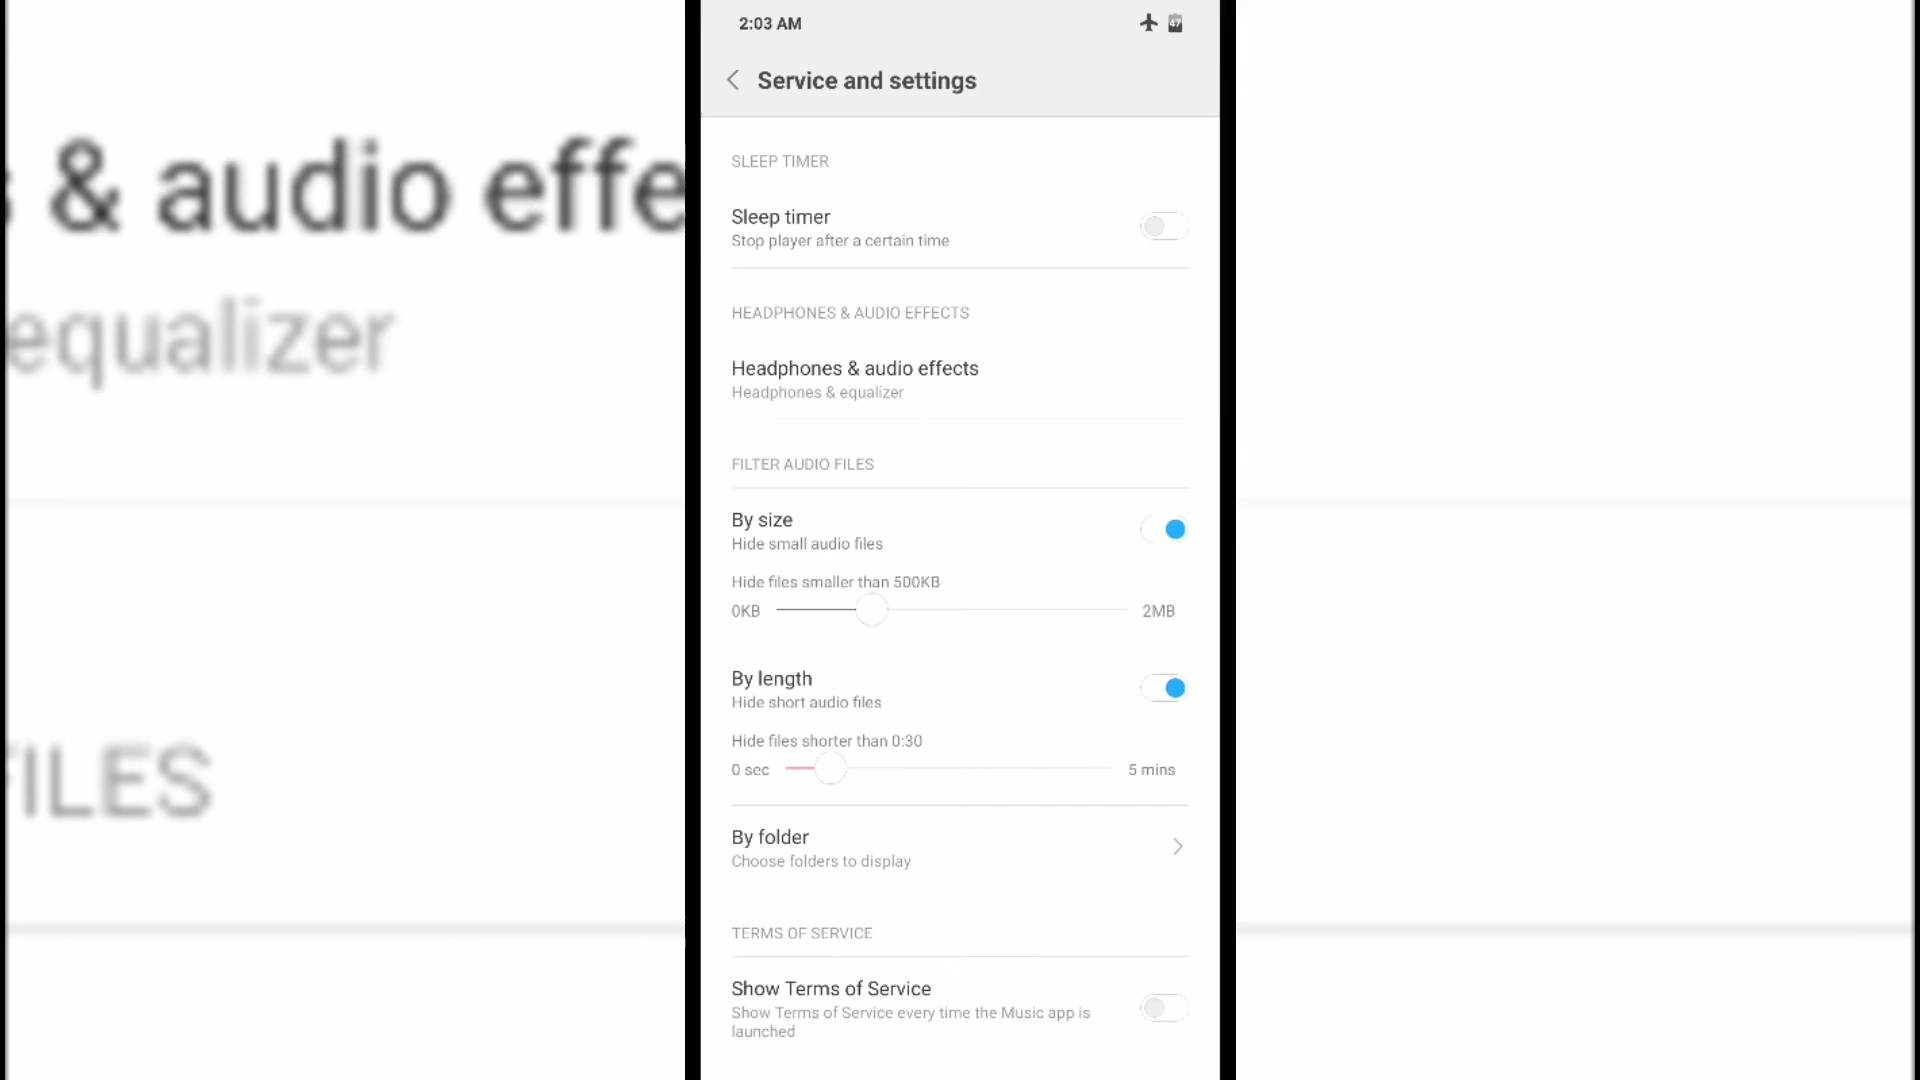 2:03 AM
47
Service and settings
SLEEP TIMER
Sleep timer
Stop player after a certain time
HEADPHONES & AUDIO EFFECTS
Headphones & audio effects
Headphones & equalizer
FILTER AUDIO FILES
By size
Hide small audio files
Hide files smaller than 500KB
0KB 2MB
By length
Hide short audio files
Hide files shorter than 0:30
0 sec 5 mins
By folder
Choose folders to display
TERMS OF SERVICE
Show Terms of Service
Show Terms of Service every time the Music app is
launched
& audio effe
equalizer
FILES